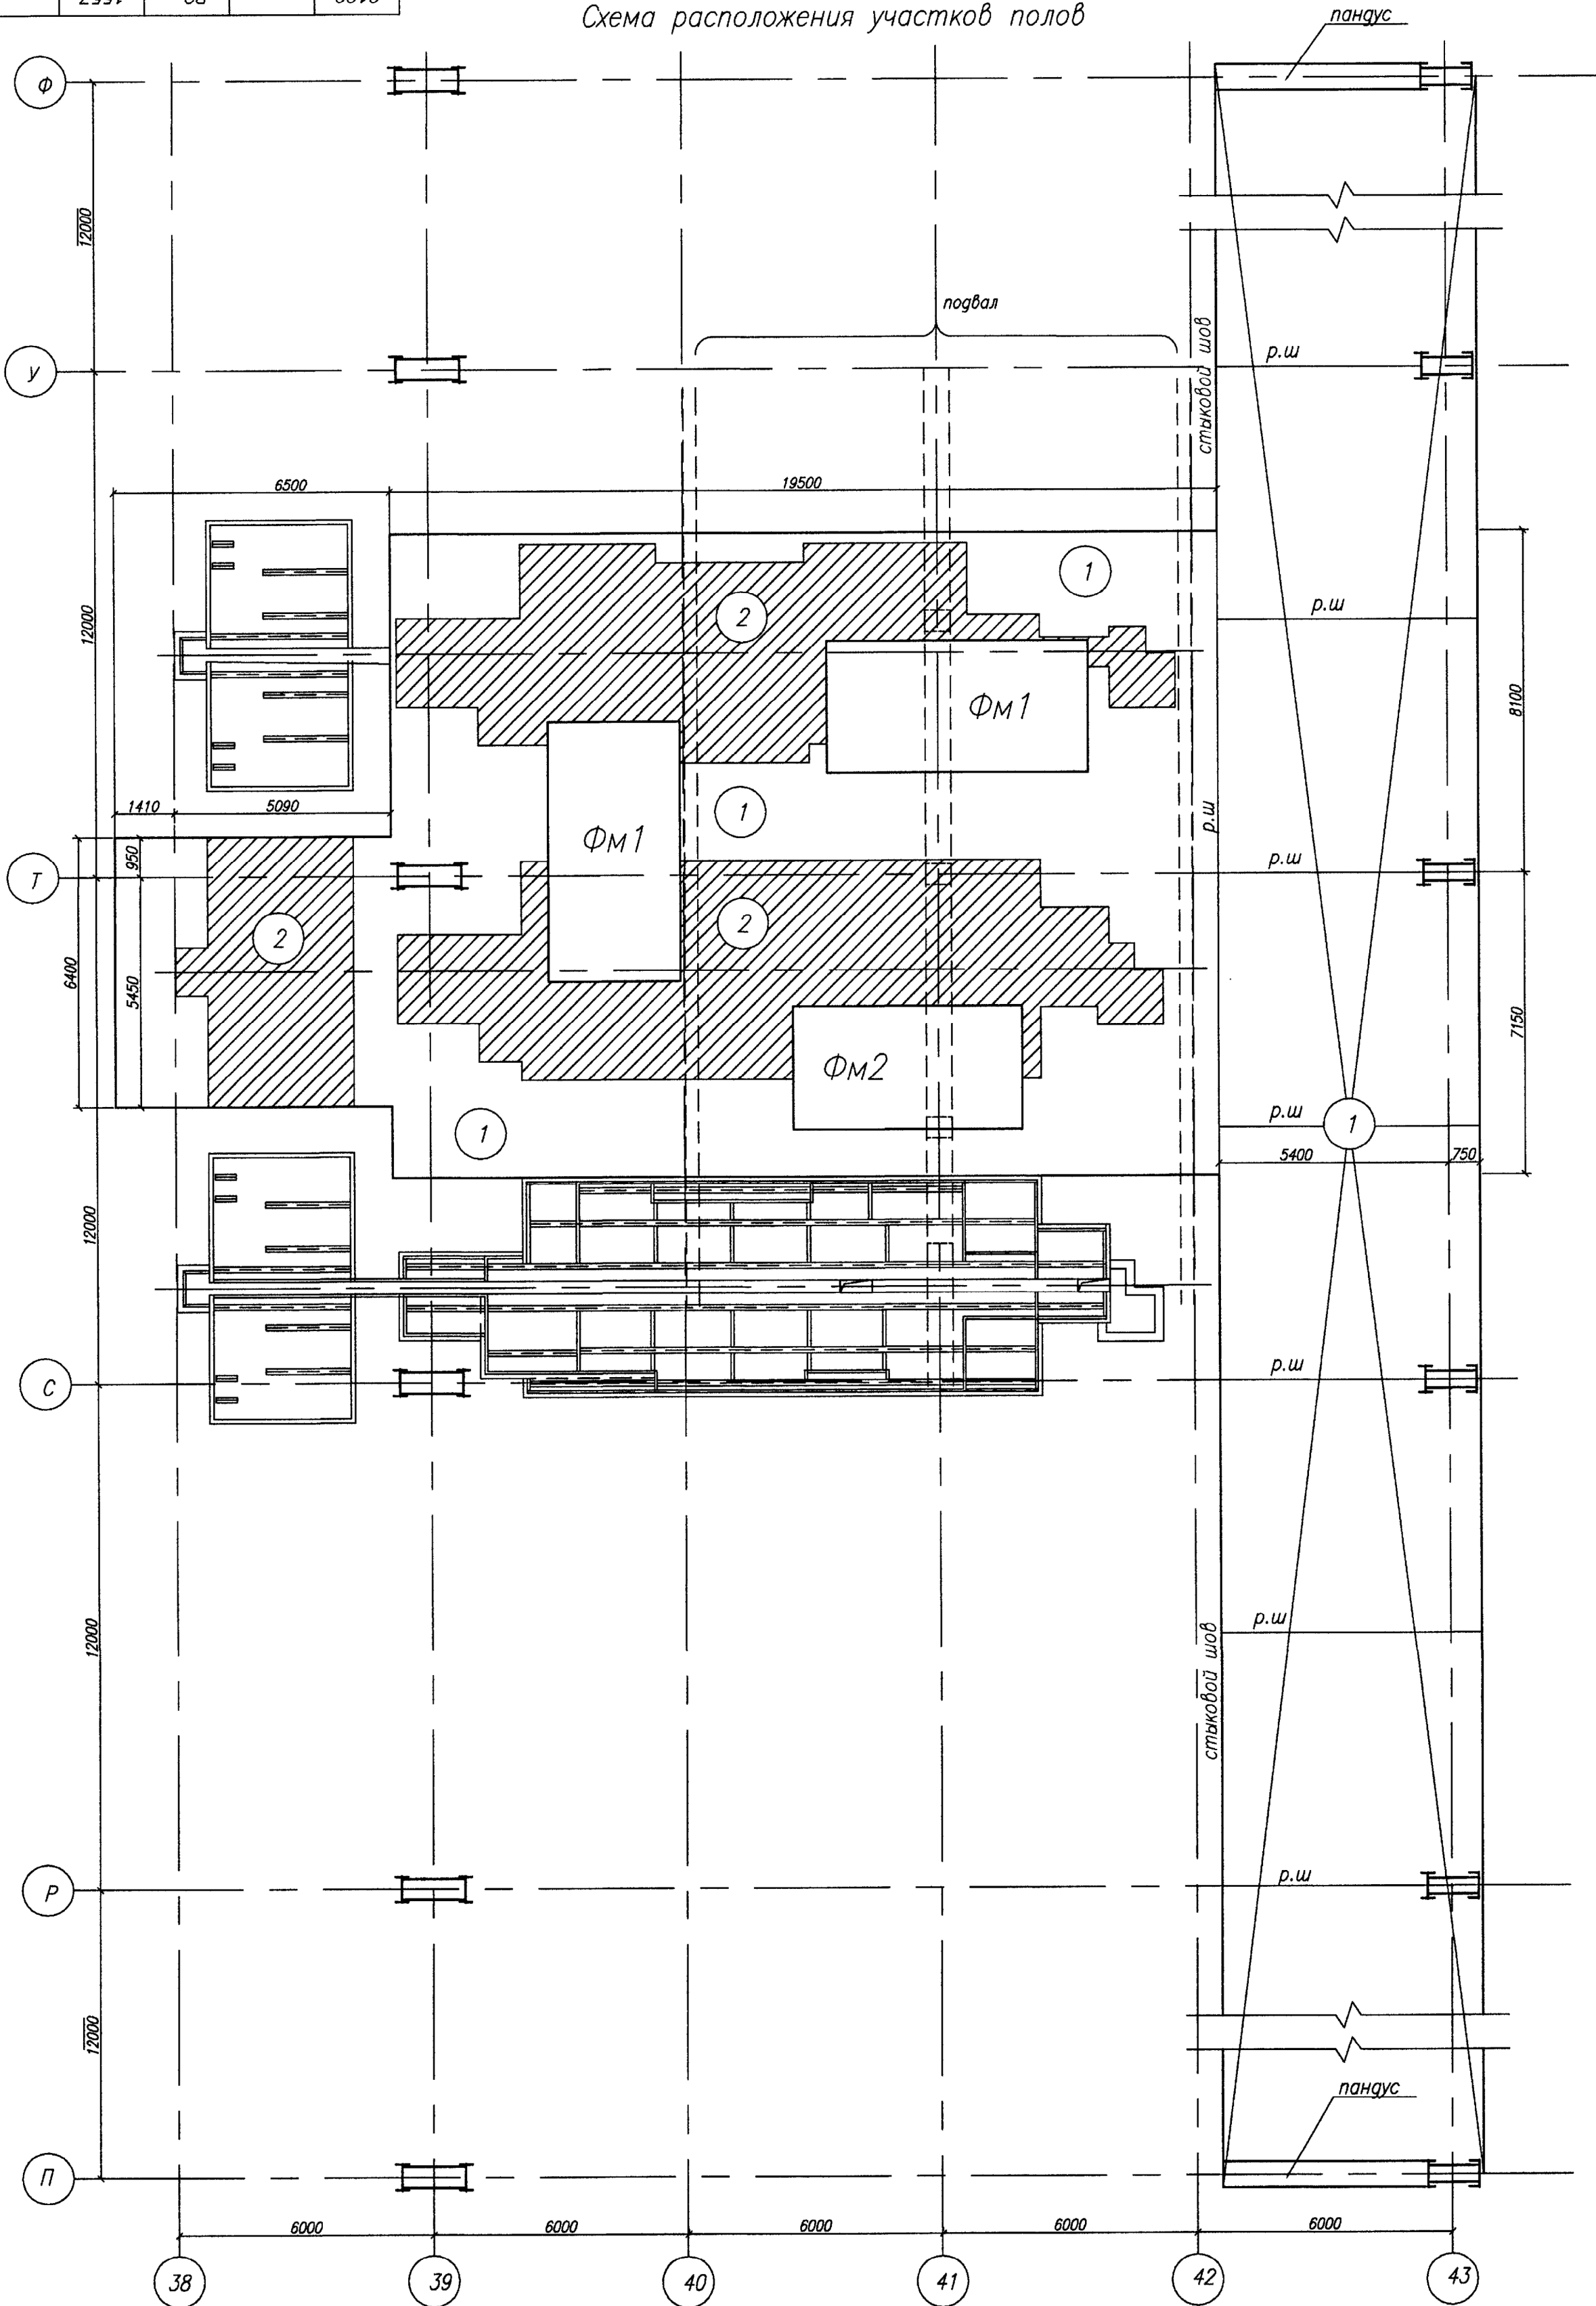 Схема расположения участков полов
пандус
Ф
12000
подвал
стыковой шов
р.ш
У
6500
19500
12000
1
2
р.ш
8100
Фм1
1410
5090
1
Фм1
р.ш
950
Т
р.ш
2
2
6400
5450
7150
Фм2
1
р.ш
1
5400
750
12000
С
р.ш
12000
р.ш
стыковой шов
Р
р.ш
12000
пандус
П
6000
6000
6000
6000
6000
38
39
40
41
42
43